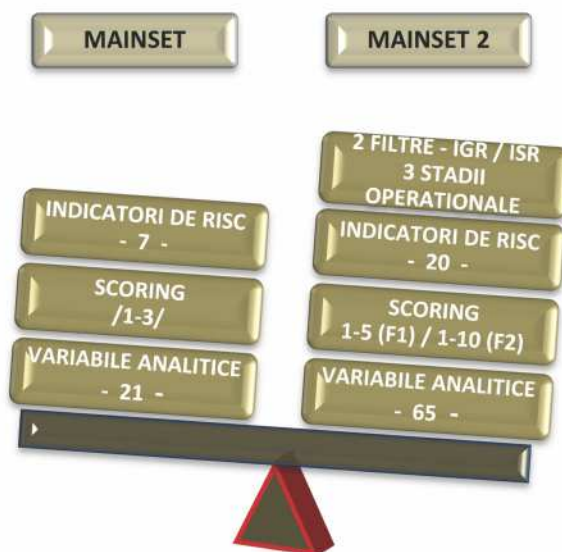 MAINSET
MAINSET 2
INDICATORI DE RISC
- 7 -
SCORING
/1-3/
VARIABILE ANALITICE
- 21 -
2 FILTRE - IGR / ISR
3 STADII
OPERATIONALE
INDICATORI DE RISC
- 20 -
SCORING
1-5 (F1) / 1-10 (F2)
VARIABILE ANALITICE
- 65 -